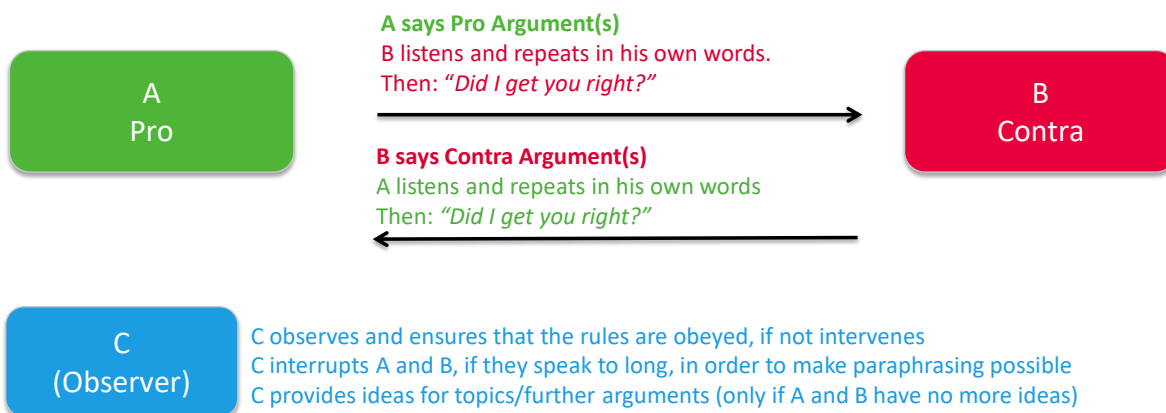 A says Pro Argument(s)
B listens and repeats in his own words.
Then: “Did I get you right?”
A
Pro
B
Contra
B says Contra Argument(s)
A listens and repeats in his own words
Then: “Did I get you right?”
C
(Observer)
C observes and ensures that the rules are obeyed, if not intervenes
C interrupts A and B, if they speak to long, in order to make paraphrasing possible
C provides ideas for topics/further arguments (only if A and B have no more ideas)